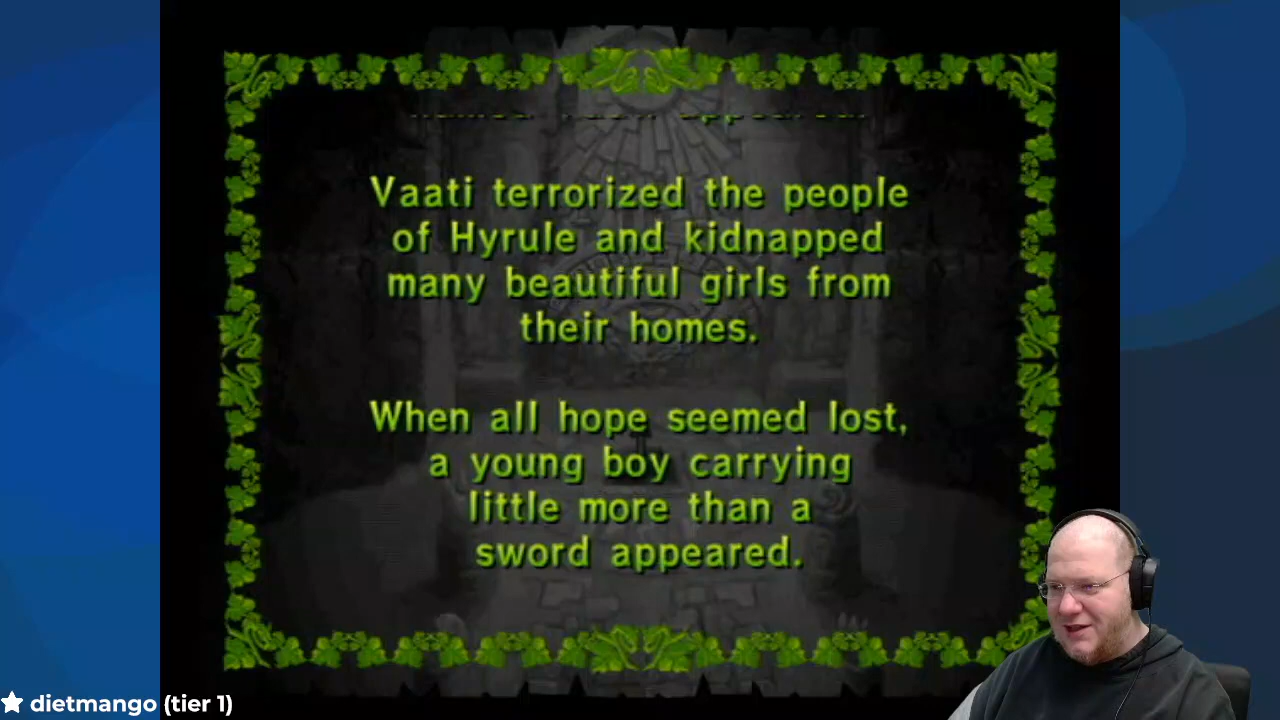 Vaati terrorized the people
of Hyrule and kidnapped
many beautiful girls from
their homes.
When all hope seemed lost,
a young boy carrying
little more than a
sword appeared.
dietmango (tier 1)